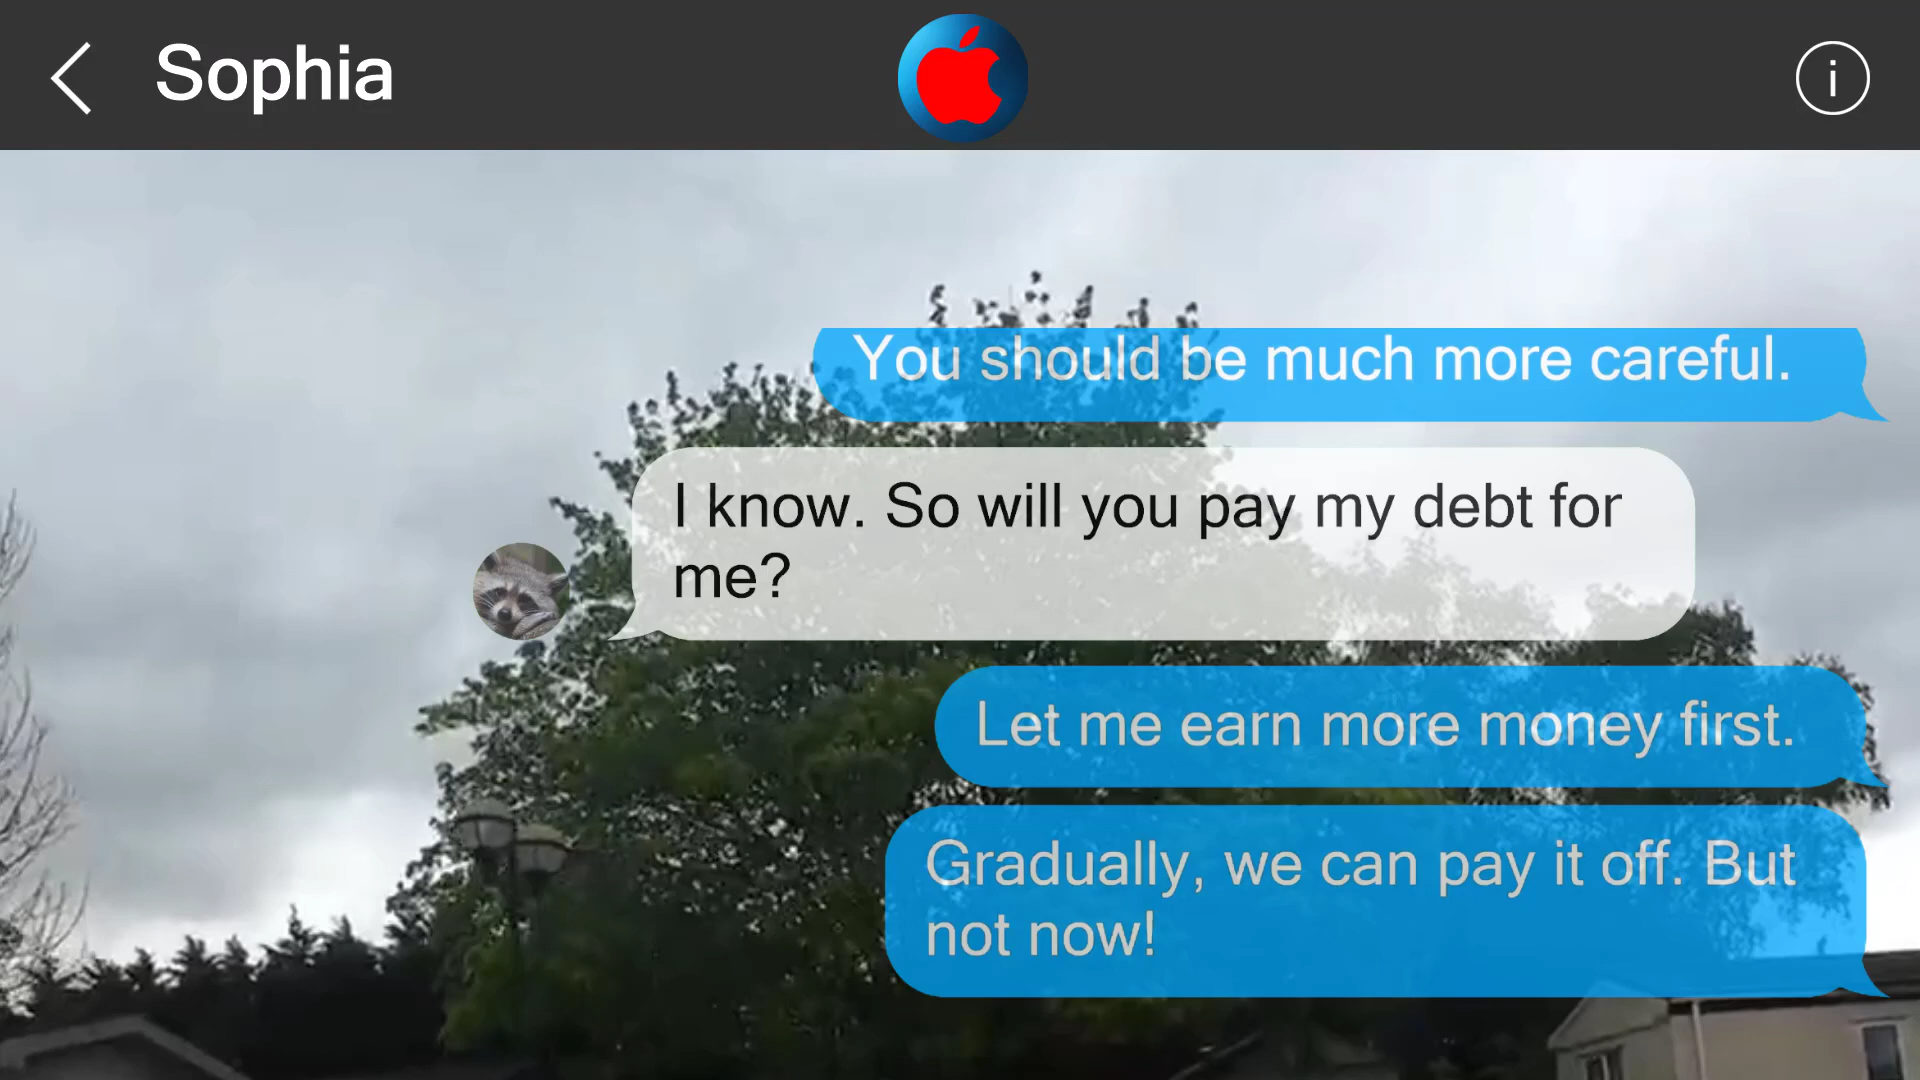 Sophia
i
You should be much more careful.
I know. So will you pay my debt for
me?
Let me earn more money first.
Gradually, we can pay it off. But
not now!